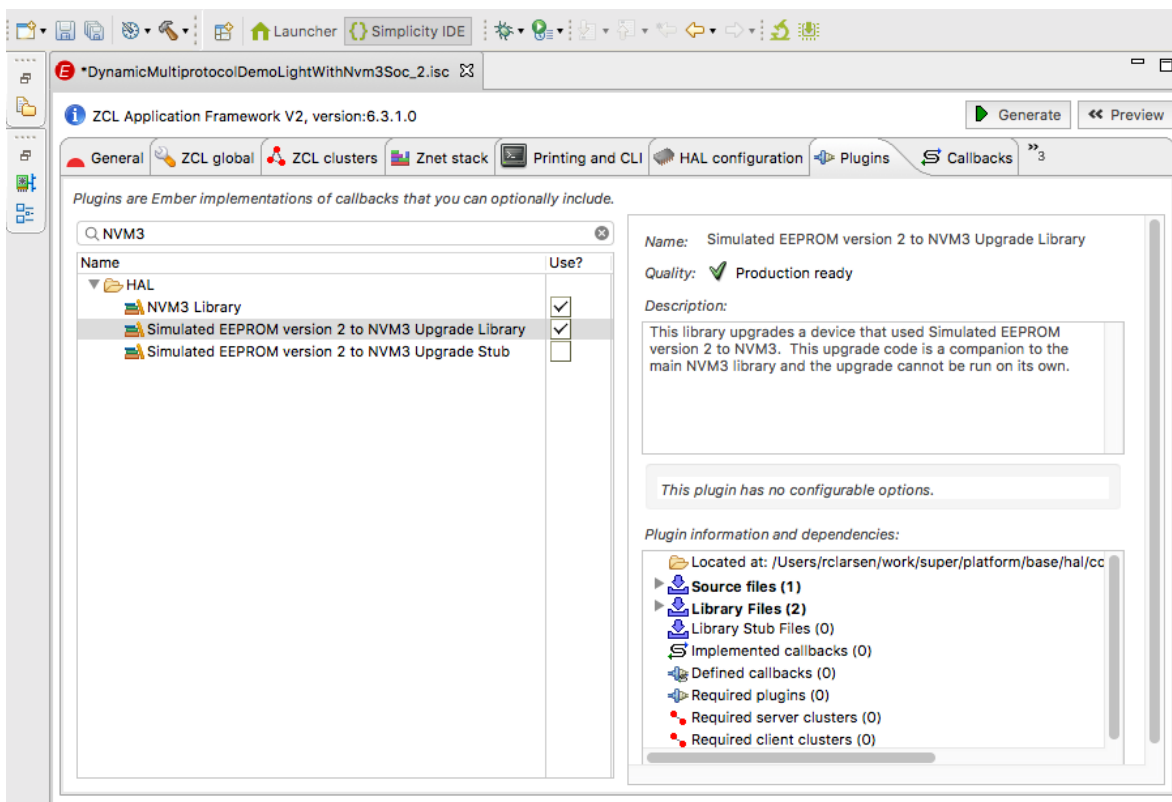 Launcher {} Simplicity IDE
*DynamicMultiprotocolDemoLightWithNvm3Soc_2.isc
ZCL Application Framework V2, version:6.3.1.0
Generate
Preview
General
ZCL global
ZCL clusters
Znet stack
Printing and CLI
HAL configuration
Plugins
Callbacks
»3
Plugins are Ember implementations of callbacks that you can optionally include.
NVM3
Name Use?
HAL
NVM3 Library
Simulated EEPROM version 2 to NVM3 Upgrade Library
Simulated EEPROM version 2 to NVM3 Upgrade Stub
Name: Simulated EEPROM version 2 to NVM3 Upgrade Library
Quality: Production ready
Description:
This library upgrades a device that used Simulated EEPROM
version 2 to NVM3. This upgrade code is a companion to the
main NVM3 library and the upgrade cannot be run on its own.
This plugin has no configurable options.
Plugin information and dependencies:
Located at: /Users/rclarsen/work/super/platform/base/hal/cc
Source files (1)
Library Files (2)
Library Stub Files (0)
Implemented callbacks (0)
Defined callbacks (0)
Required plugins (0)
Required server clusters (0)
Required client clusters (0)